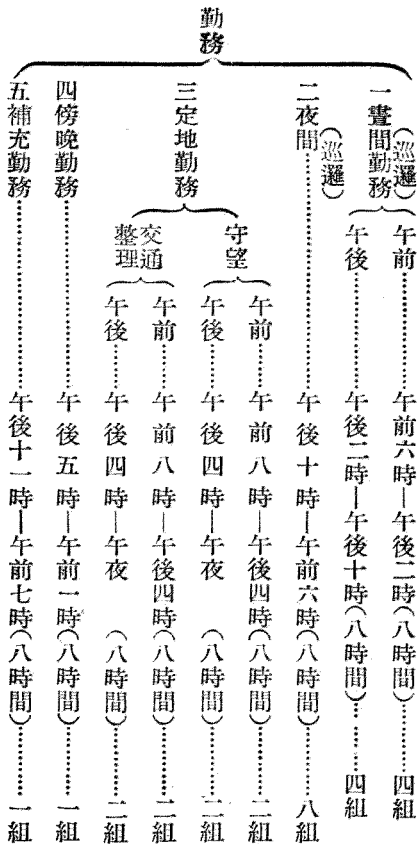 勤務
一晝間勤務
(巡邏)
午前……午前六時—午後二時(八時間)……四組
午後……午後二時—午後十時(八時間)……四組
二夜間……午後十時—午前六時(八時間)……八組
(巡邏)
三定地勤務
守望
午前……午前八時—午後四時(八時間)……二組
午後……午後四時—午夜(八時間)……二組
交通
整理
午前……午前八時—午後四時(八時間)……二組
午後……午後四時—午夜(八時間)……二組
四傍晩勤務……午後五時—午前一時(八時間)……一組
五補充勤務……午後十一時—午前七時(八時間)……一組